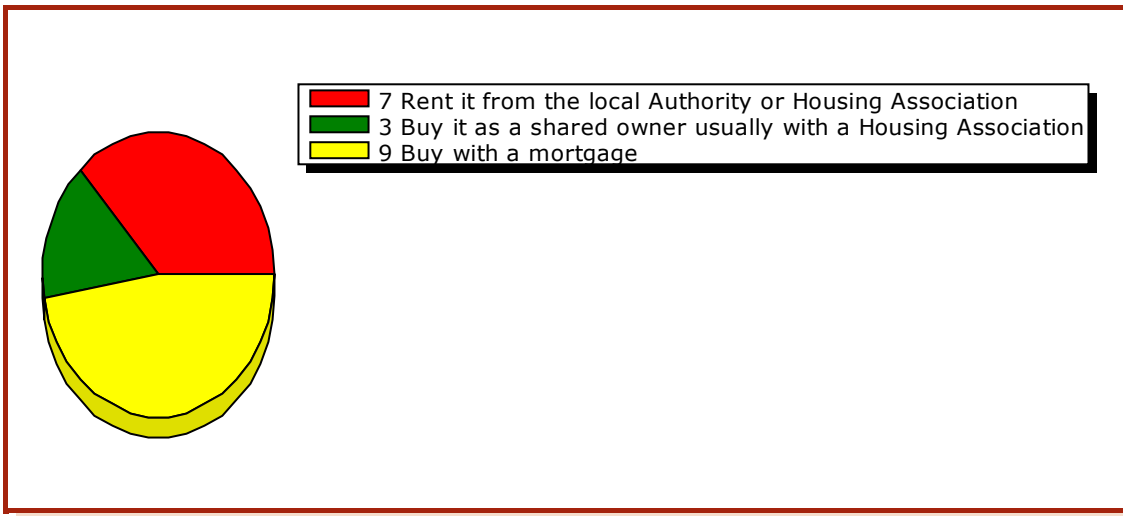 7 Rent it from the local Authority or Housing Association
3 Buy it as a shared owner usually with a Housing Association
9 Buy with a mortgage